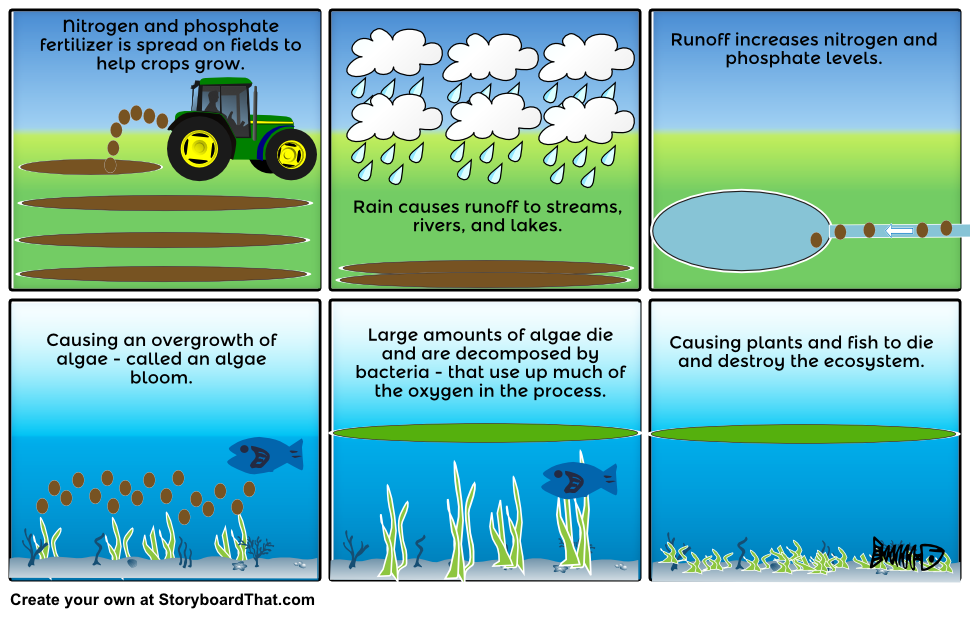 Nitrogen and phosphate
fertilizer is spread on fields to
help crops grow.
Rain causes runoff to streams,
rivers, and lakes.
Runoff increases nitrogen and
phosphate levels.
Causing an overgrowth of
algae - called an algae
bloom.
Large amounts of algae die
and are decomposed by
bacteria - that use up much of
the oxygen in the process.
Causing plants and fish to die
and destroy the ecosystem.
Create your own at StoryboardThat.com